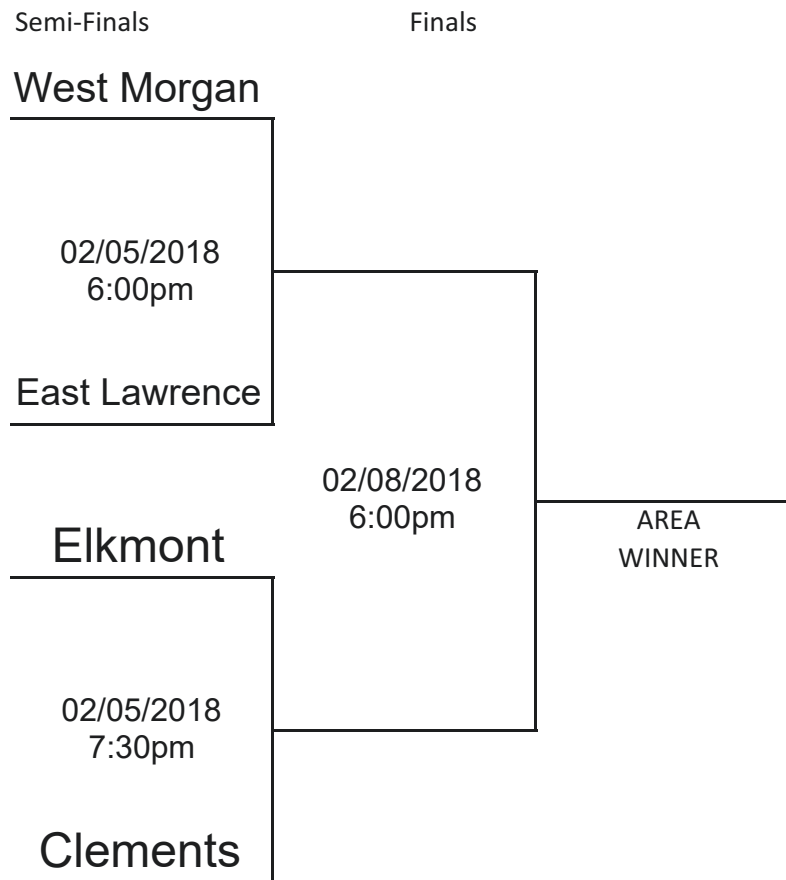 Semi-Finals
Finals
West Morgan
02/05/2018
6:00pm
East Lawrence
02/08/2018
6:00pm
AREA
WINNER
Elkmont
02/05/2018
7:30pm
Clements